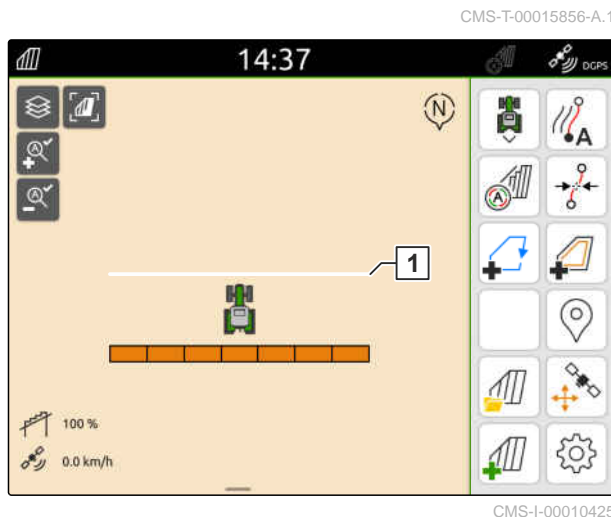 CMS-T-00015856-A.1
14:37
DGPS
N
A
A
A
A
1
100 %
0.0 km/h
CMS-I-00010425